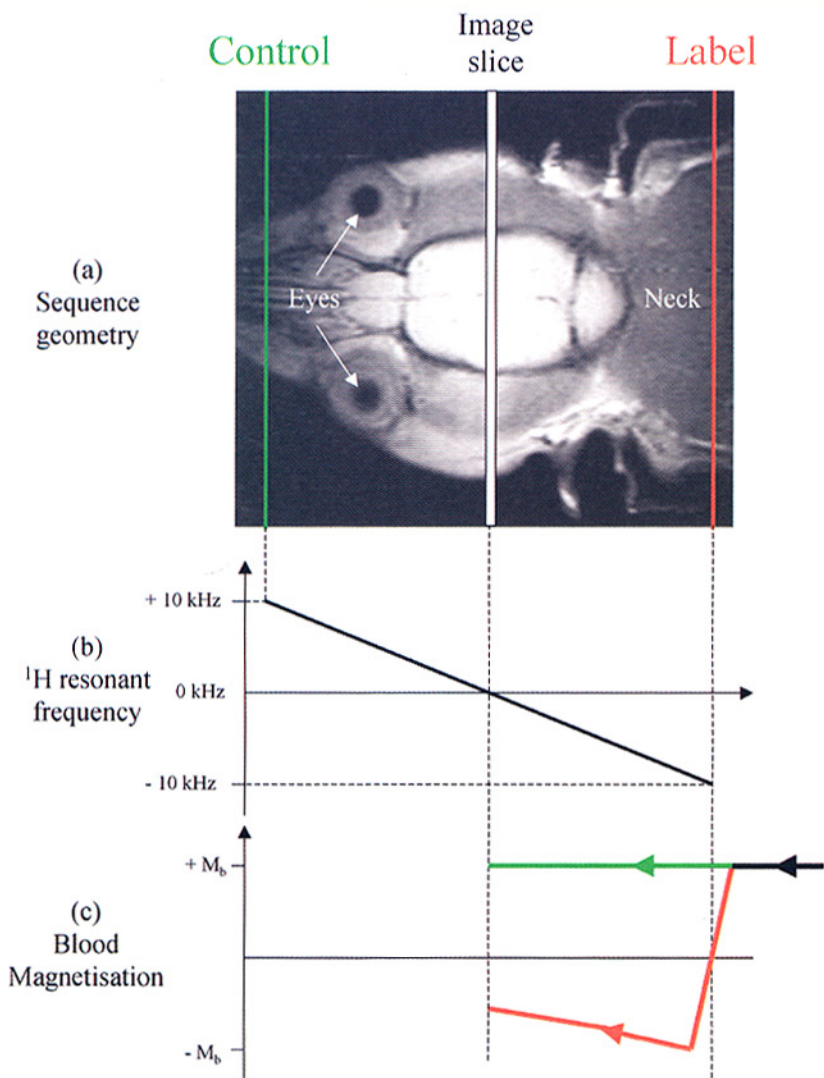 Control
Image
slice
Label
(a)
Sequence
geometry
Eyes
Neck
+ 10 kHz
(b)
¹H resonant
frequency
0 kHz
- 10 kHz
+ M_b
(c)
Blood
Magnetisation
- M_b